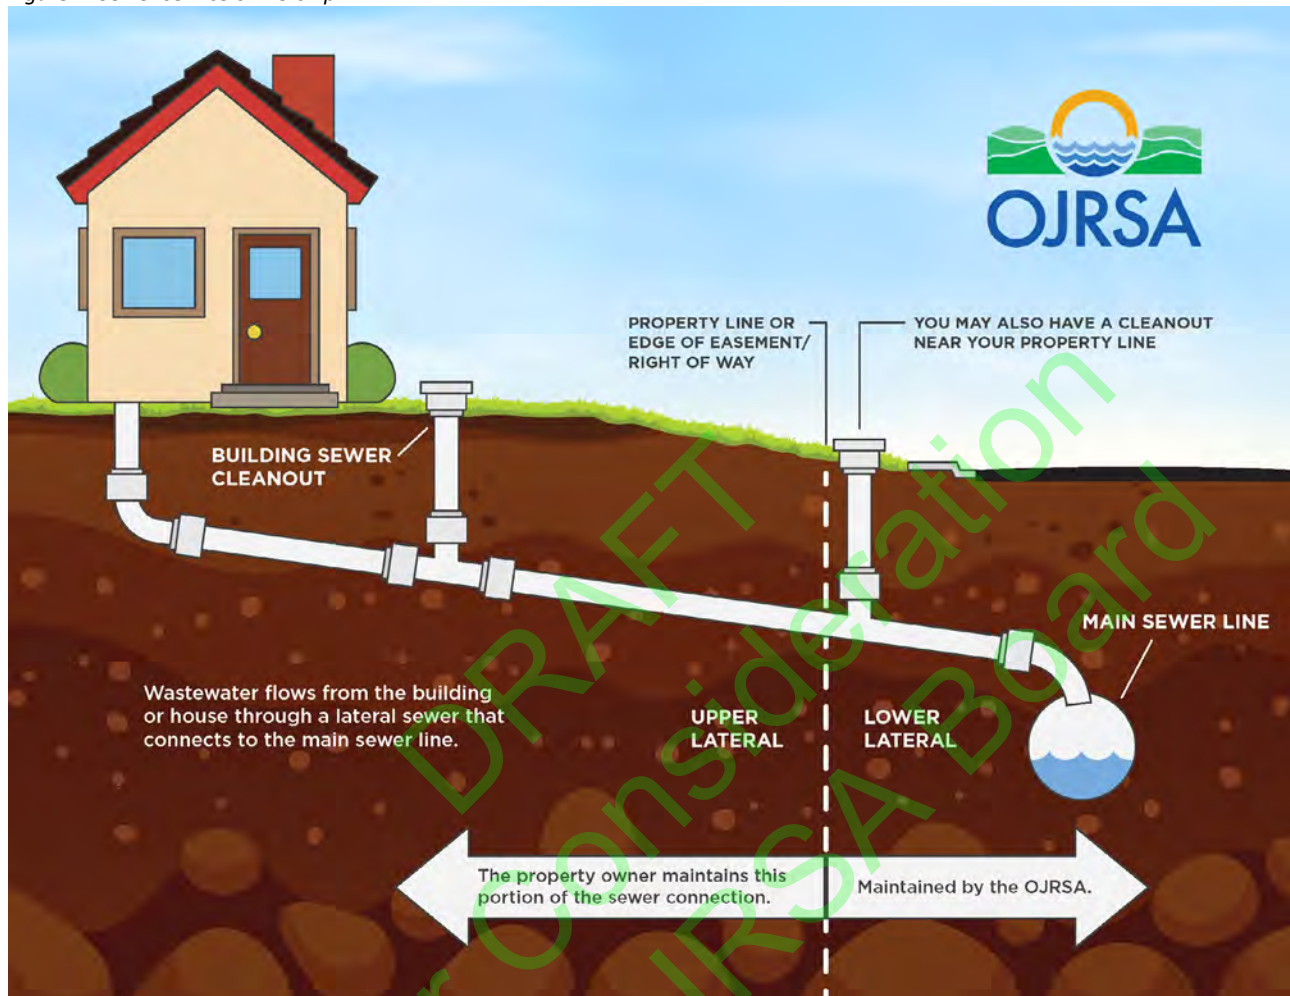 OJRSA
PROPERTY LINE OR
EDGE OF EASEMENT/
RIGHT OF WAY
YOU MAY ALSO HAVE A CLEANOUT
NEAR YOUR PROPERTY LINE
BUILDING SEWER
CLEANOUT
MAIN SEWER LINE
Wastewater flows from the building
or house through a lateral sewer that
connects to the main sewer line.
UPPER
LATERAL
LOWER
LATERAL
The property owner maintains this
portion of the sewer connection.
Maintained by the OJRSA.
DRAFT
Consideration
JRSA Board